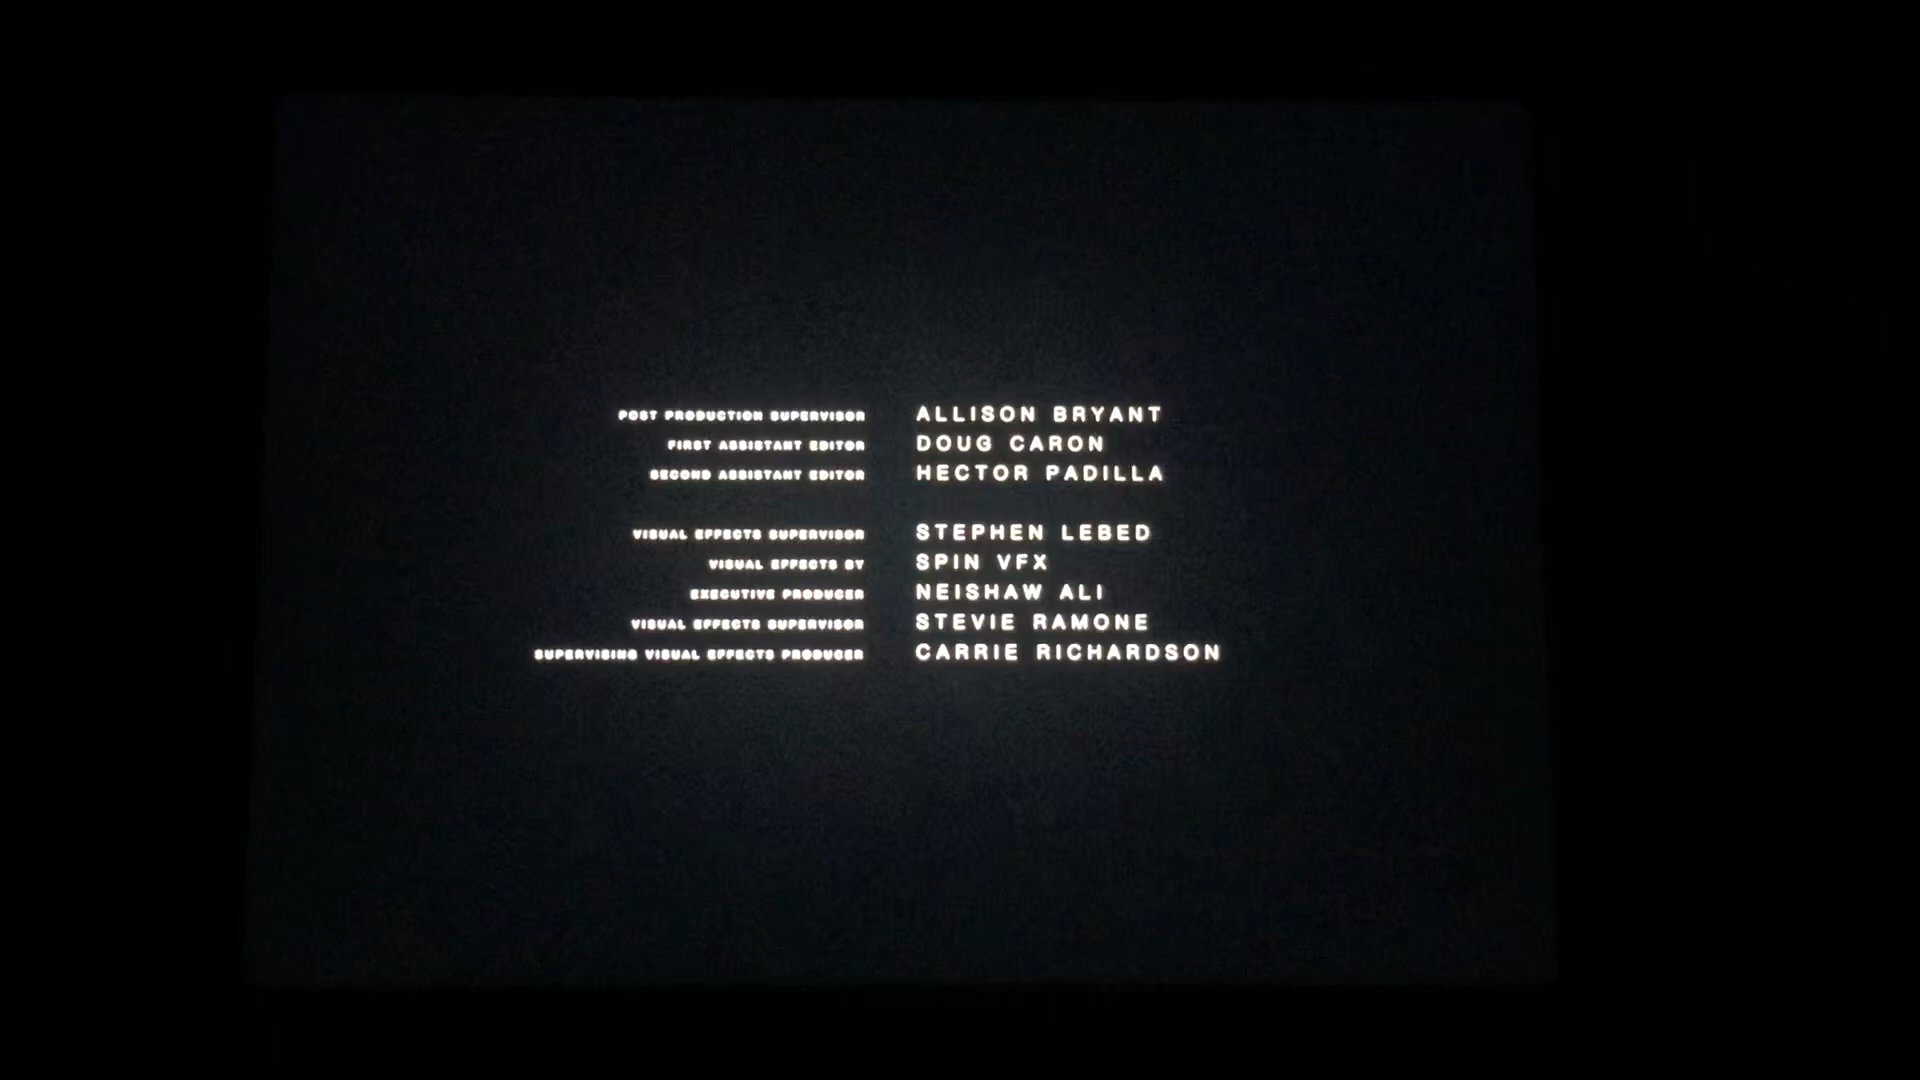 POST PRODUCTION SUPERVISOR ALLISON BRYANT
FIRST ASSISTANT EDITOR DOUG CARON
SECOND ASSISTANT EDITOR HECTOR PADILLA
VISUAL EFFECTS SUPERVISOR STEPHEN LEBED
VISUAL EFFECTS BY SPIN VFX
EXECUTIVE PRODUCER NEISHAW ALI
VISUAL EFFECTS SUPERVISOR STEVIE RAMONE
SUPERVISING VISUAL EFFECTS PRODUCER CARRIE RICHARDSON